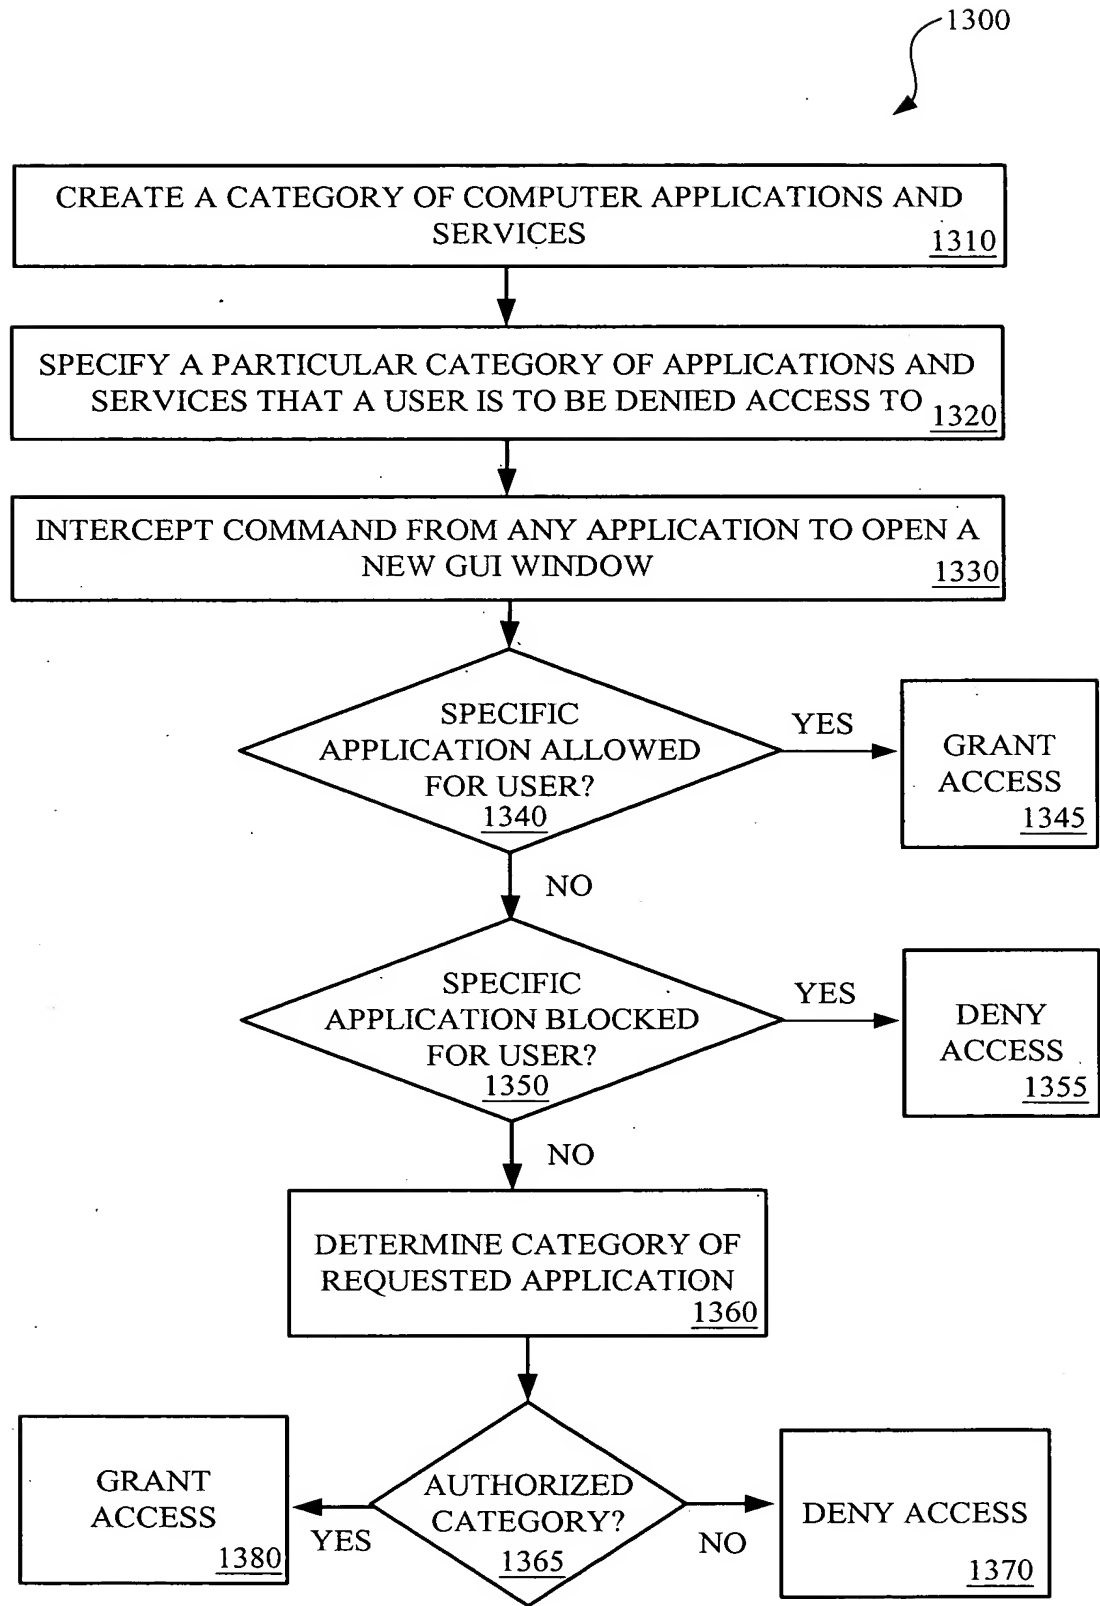 1300
CREATE A CATEGORY OF COMPUTER APPLICATIONS AND
SERVICES
1310
SPECIFY A PARTICULAR CATEGORY OF APPLICATIONS AND
SERVICES THAT A USER IS TO BE DENIED ACCESS TO
1320
INTERCEPT COMMAND FROM ANY APPLICATION TO OPEN A
NEW GUI WINDOW
1330
SPECIFIC
APPLICATION ALLOWED
FOR USER?
1340
YES
GRANT
ACCESS
1345
NO
SPECIFIC
APPLICATION BLOCKED
FOR USER?
1350
YES
DENY
ACCESS
1355
NO
DETERMINE CATEGORY OF
REQUESTED APPLICATION
1360
AUTHORIZED
CATEGORY?
1365
YES
GRANT
ACCESS
1380
NO
DENY ACCESS
1370